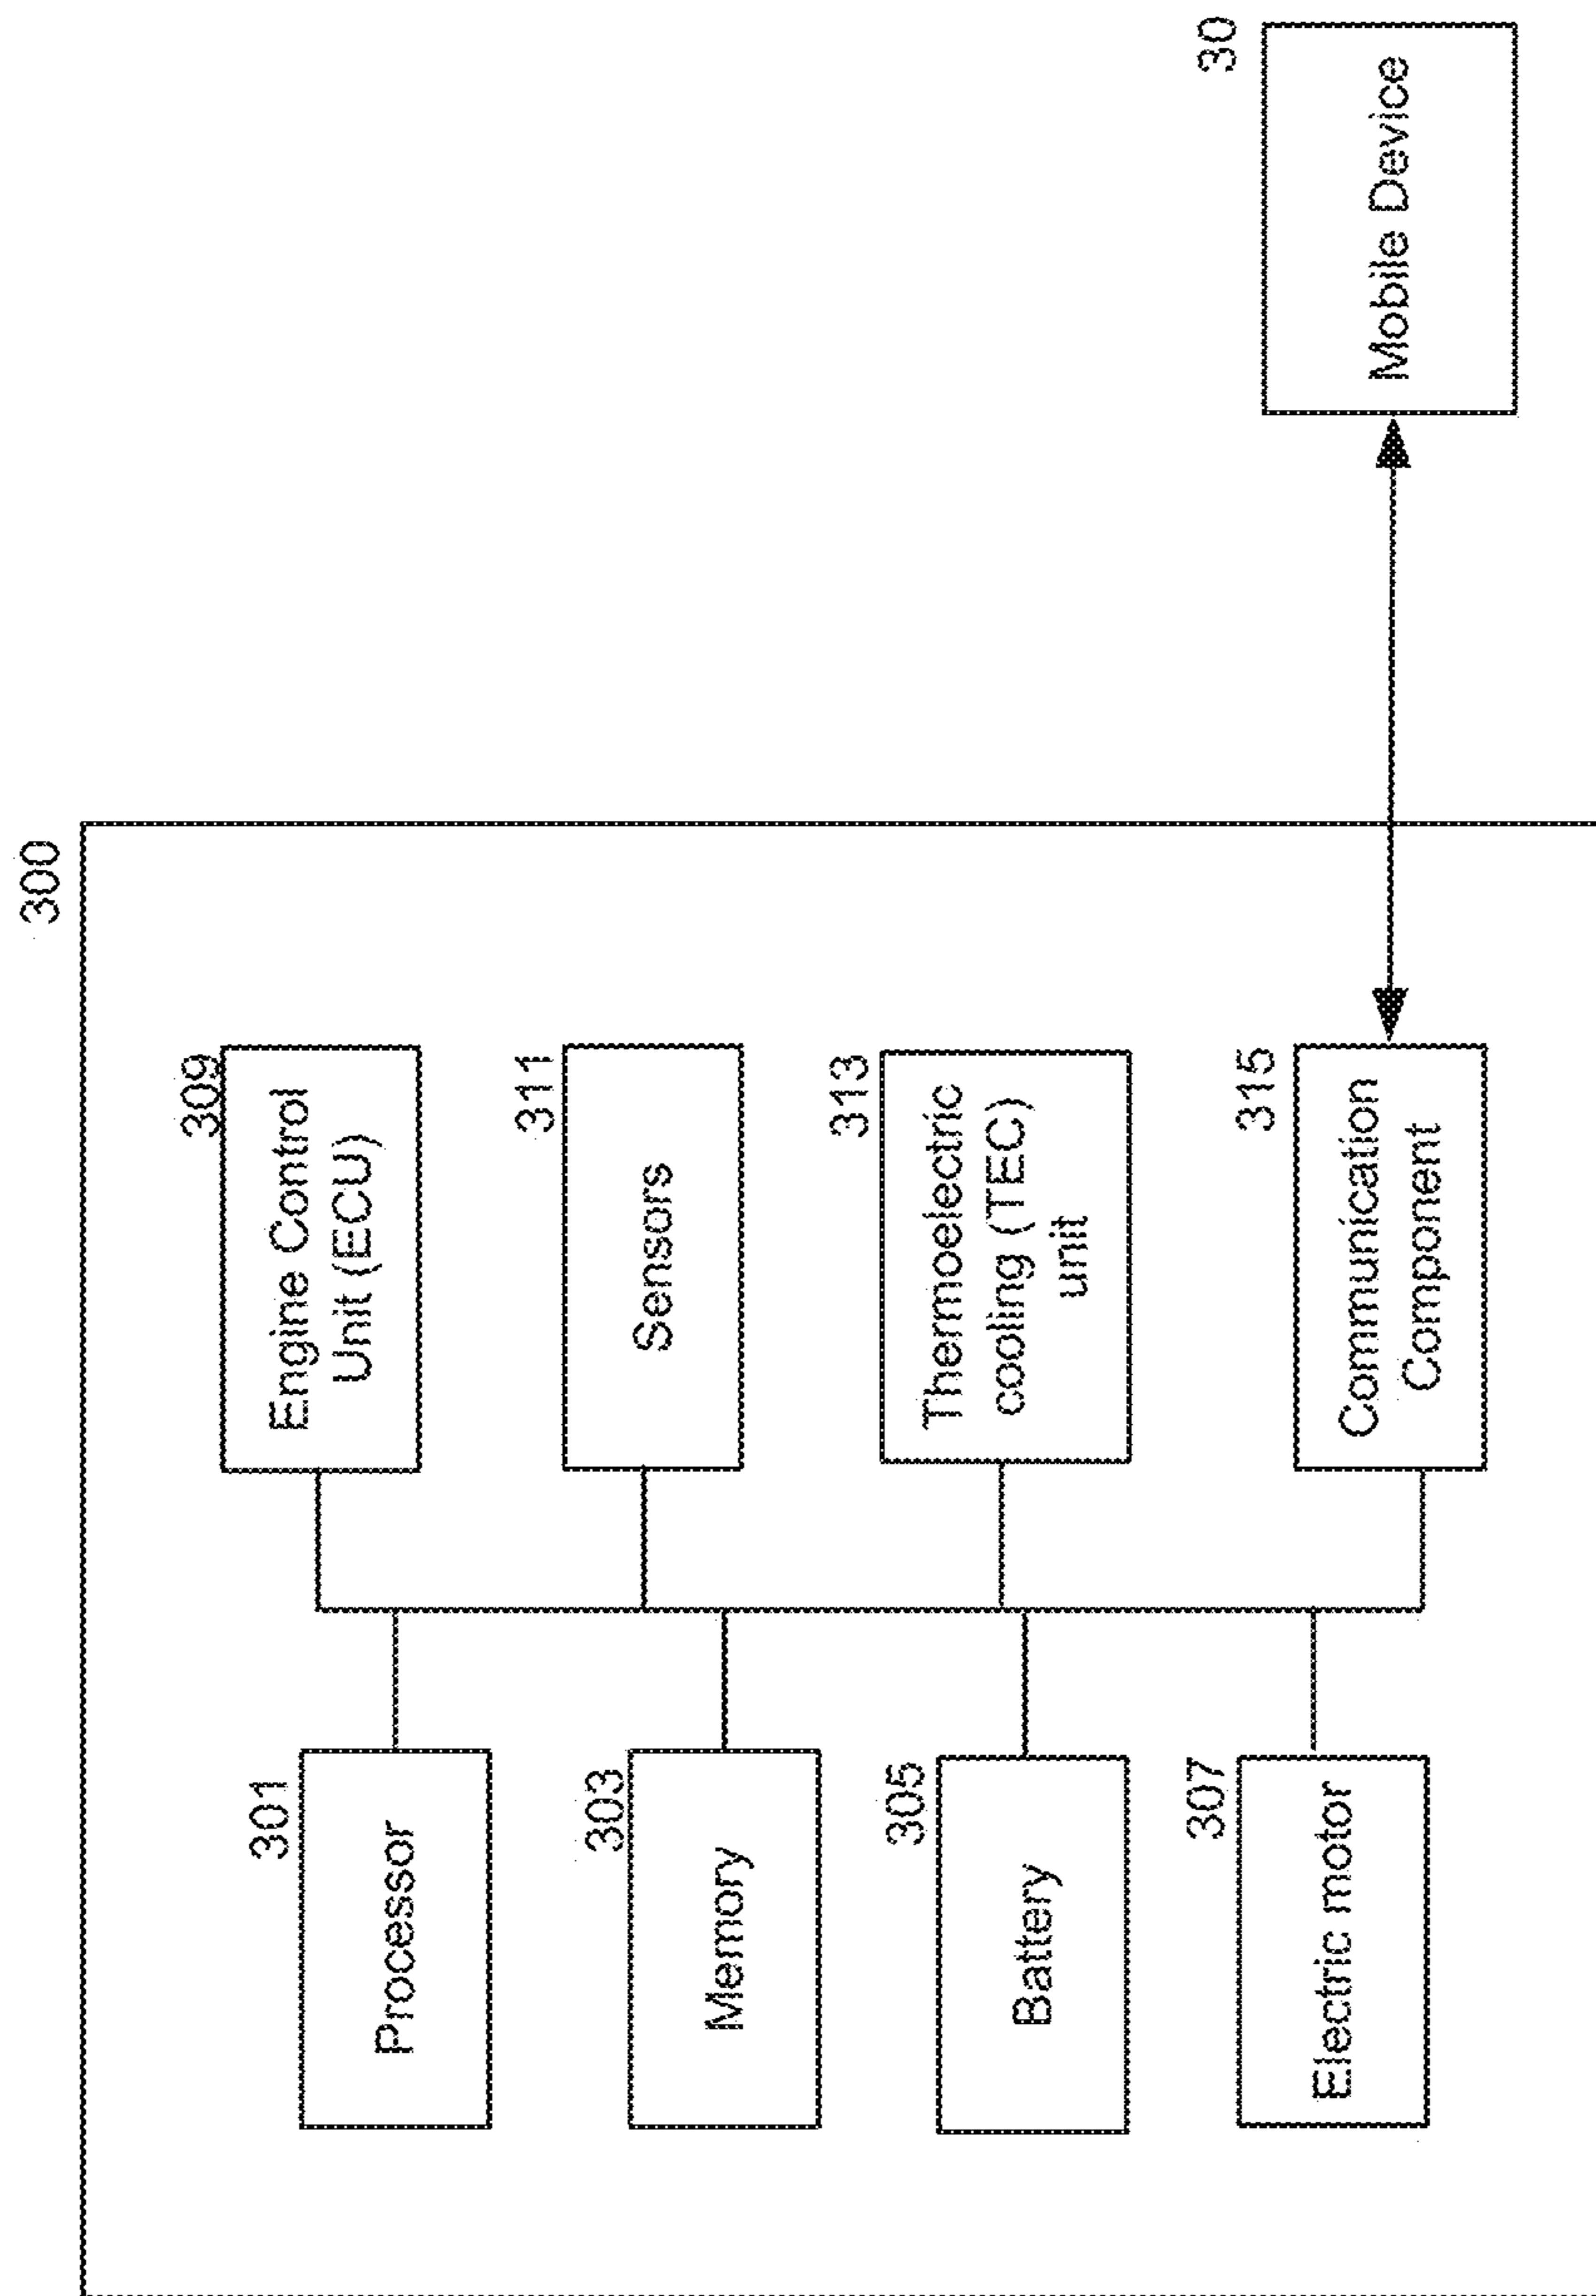 300
301
Processor
303
Memory
305
Battery
307
Electric motor
309
Engine Control
Unit (ECU)
311
Sensors
313
Thermoelectric
cooling (TEC)
unit
315
Communication
Component
30
Mobile Device